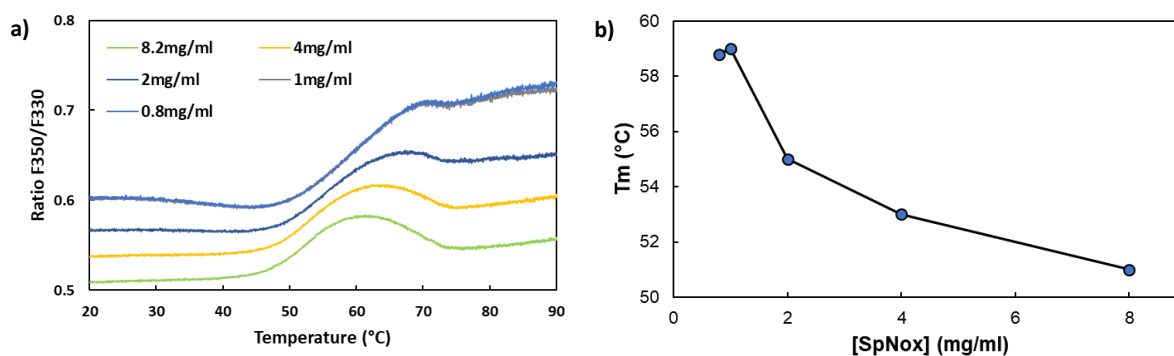 a)
0.8
0.7
0.6
0.5
Ratio F350/F330
8.2mg/ml
4mg/ml
2mg/ml
1mg/ml
0.8mg/ml
20 30 40 50 60 70 80 90
Temperature (°C)
b)
60
58
56
54
52
50
Tm (°C)
0 2 4 6 8
[SpNox] (mg/ml)